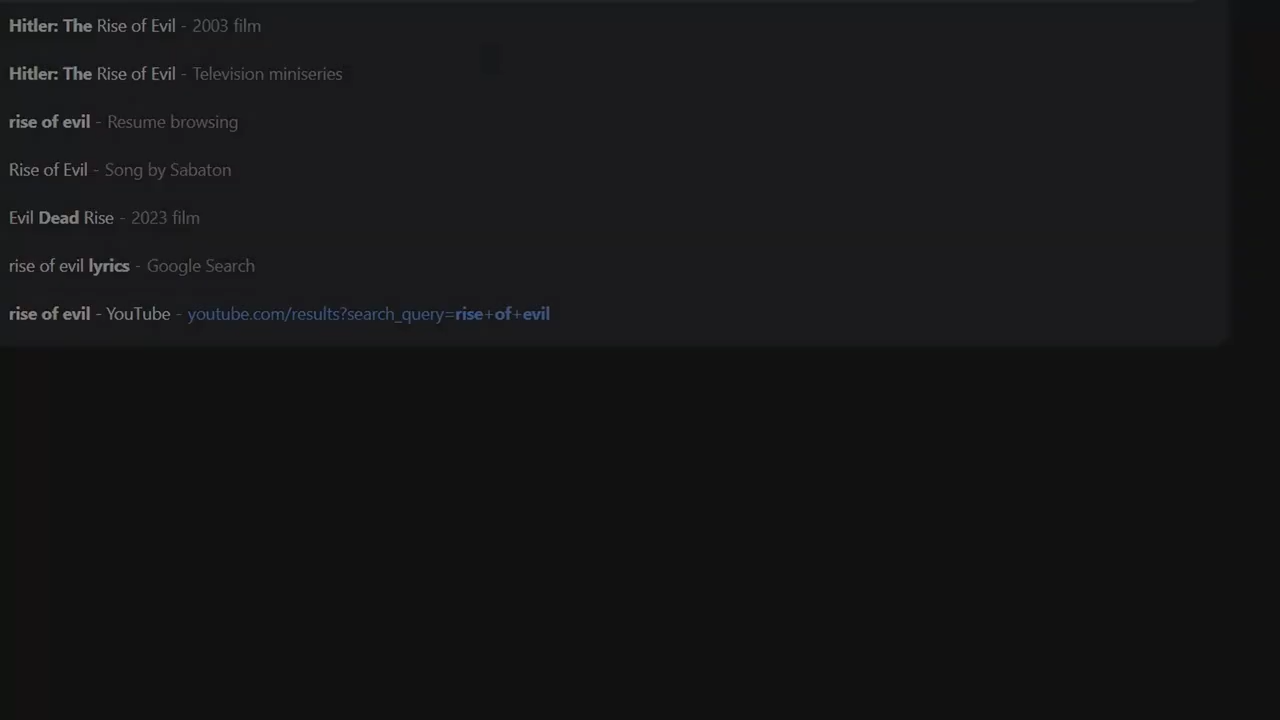 Hitler: The Rise of Evil - 2003 film
Hitler: The Rise of Evil - Television miniseries
rise of evil - Resume browsing
Rise of Evil - Song by Sabaton
Evil Dead Rise - 2023 film
rise of evil lyrics - Google Search
rise of evil - YouTube - youtube.com/results?search_query=rise+of+evil